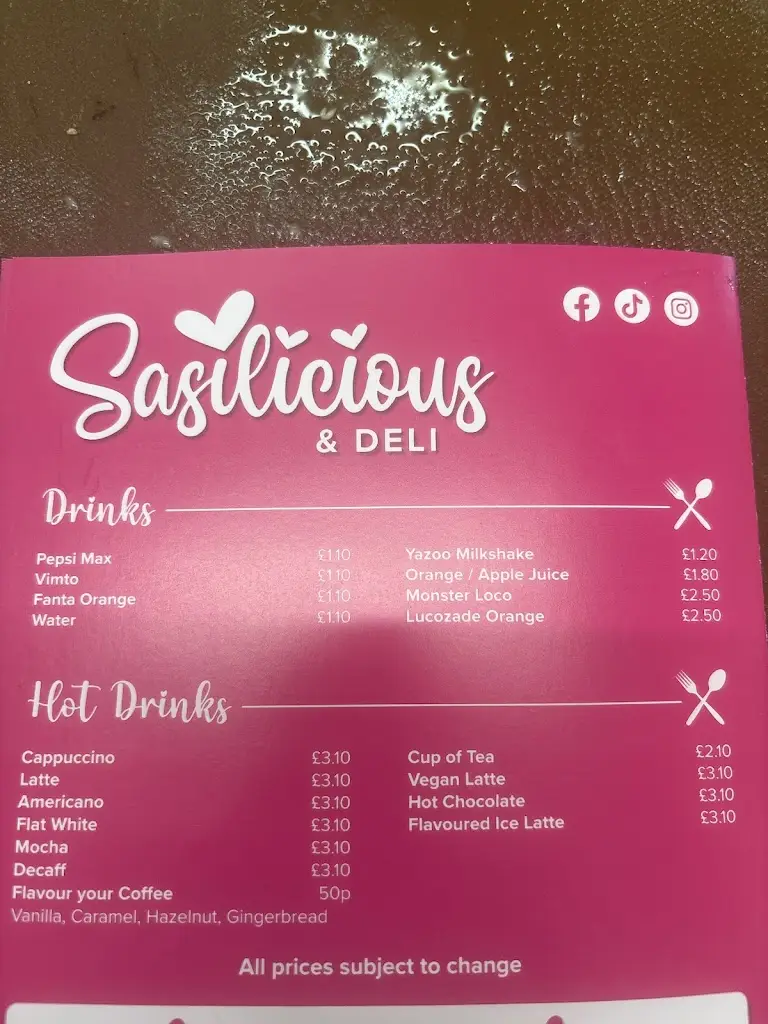 Sasilicious
& DELI
Drinks
Pepsi Max £1.10
Vimto £1.10
Fanta Orange £1.10
Water £1.10
Yazoo Milkshake £1.20
Orange / Apple Juice £1.80
Monster Loco £2.50
Lucozade Orange £2.50
Hot Drinks
Cappuccino £3.10
Latte £3.10
Americano £3.10
Flat White £3.10
Mocha £3.10
Decaff £3.10
Flavour your Coffee 50p
Vanilla, Caramel, Hazelnut, Gingerbread
Cup of Tea £2.10
Vegan Latte £3.10
Hot Chocolate £3.10
Flavoured Ice Latte £3.10
All prices subject to change